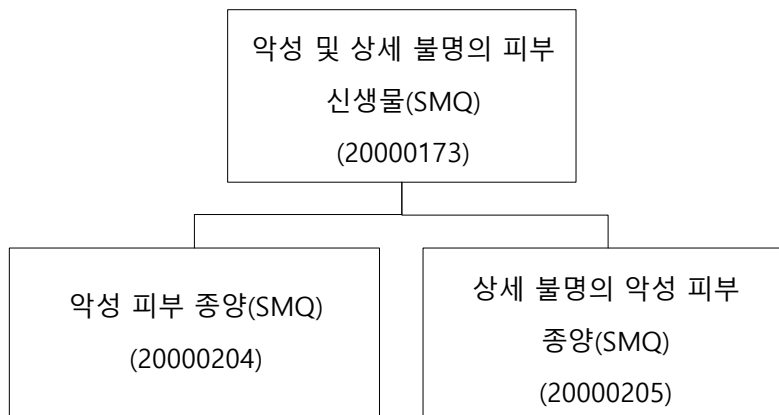 악성 및 상세 불명의 피부
신생물(SMQ)
(20000173)
악성 피부 종양(SMQ)
(20000204)
상세 불명의 악성 피부
종양(SMQ)
(20000205)